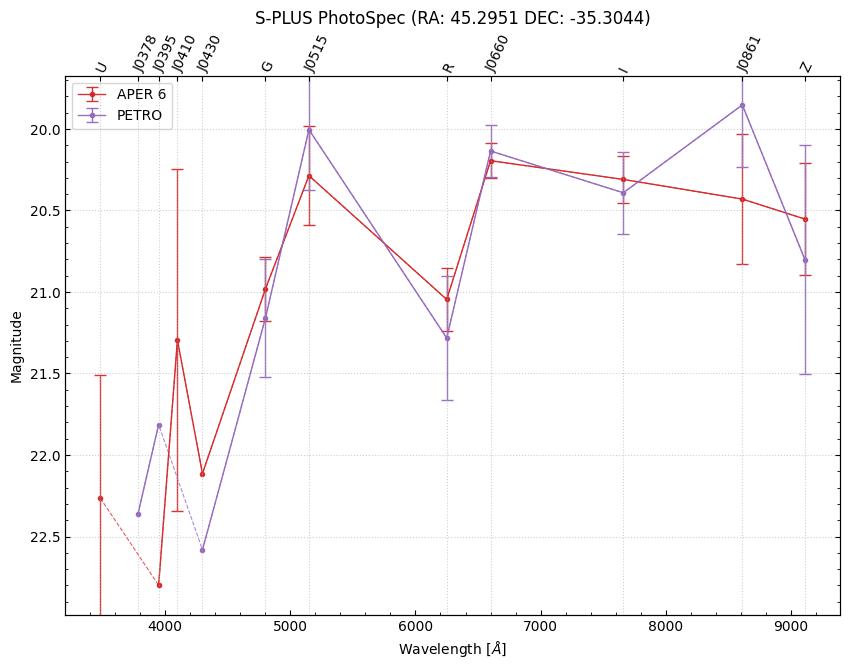 S-PLUS PhotoSpec (RA: 45.2951 DEC: -35.3044)
U J0378 J0395 J0410 J0430 G J0515 R J0660 I J0861 Z
APER 6
PETRO
20.0
20.5
21.0
21.5
22.0
22.5
Magnitude
4000 5000 6000 7000 8000 9000
Wavelength [Å]